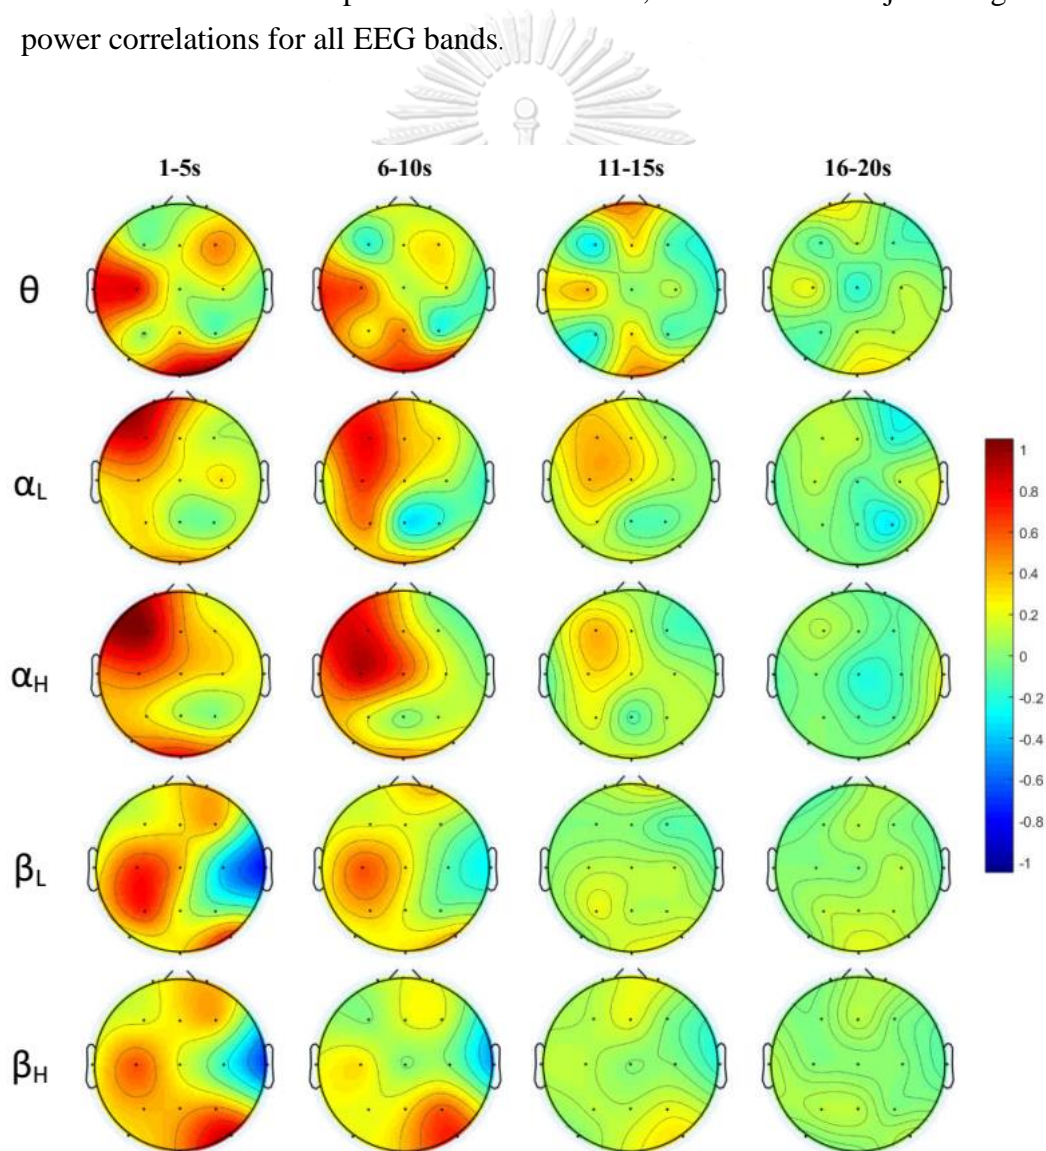 power correlations for all EEG bands.
1-5s 6-10s 11-15s 16-20s
θ
αL
αH
βL
βH
1
0.8
0.6
0.4
0.2
0
-0.2
-0.4
-0.6
-0.8
-1